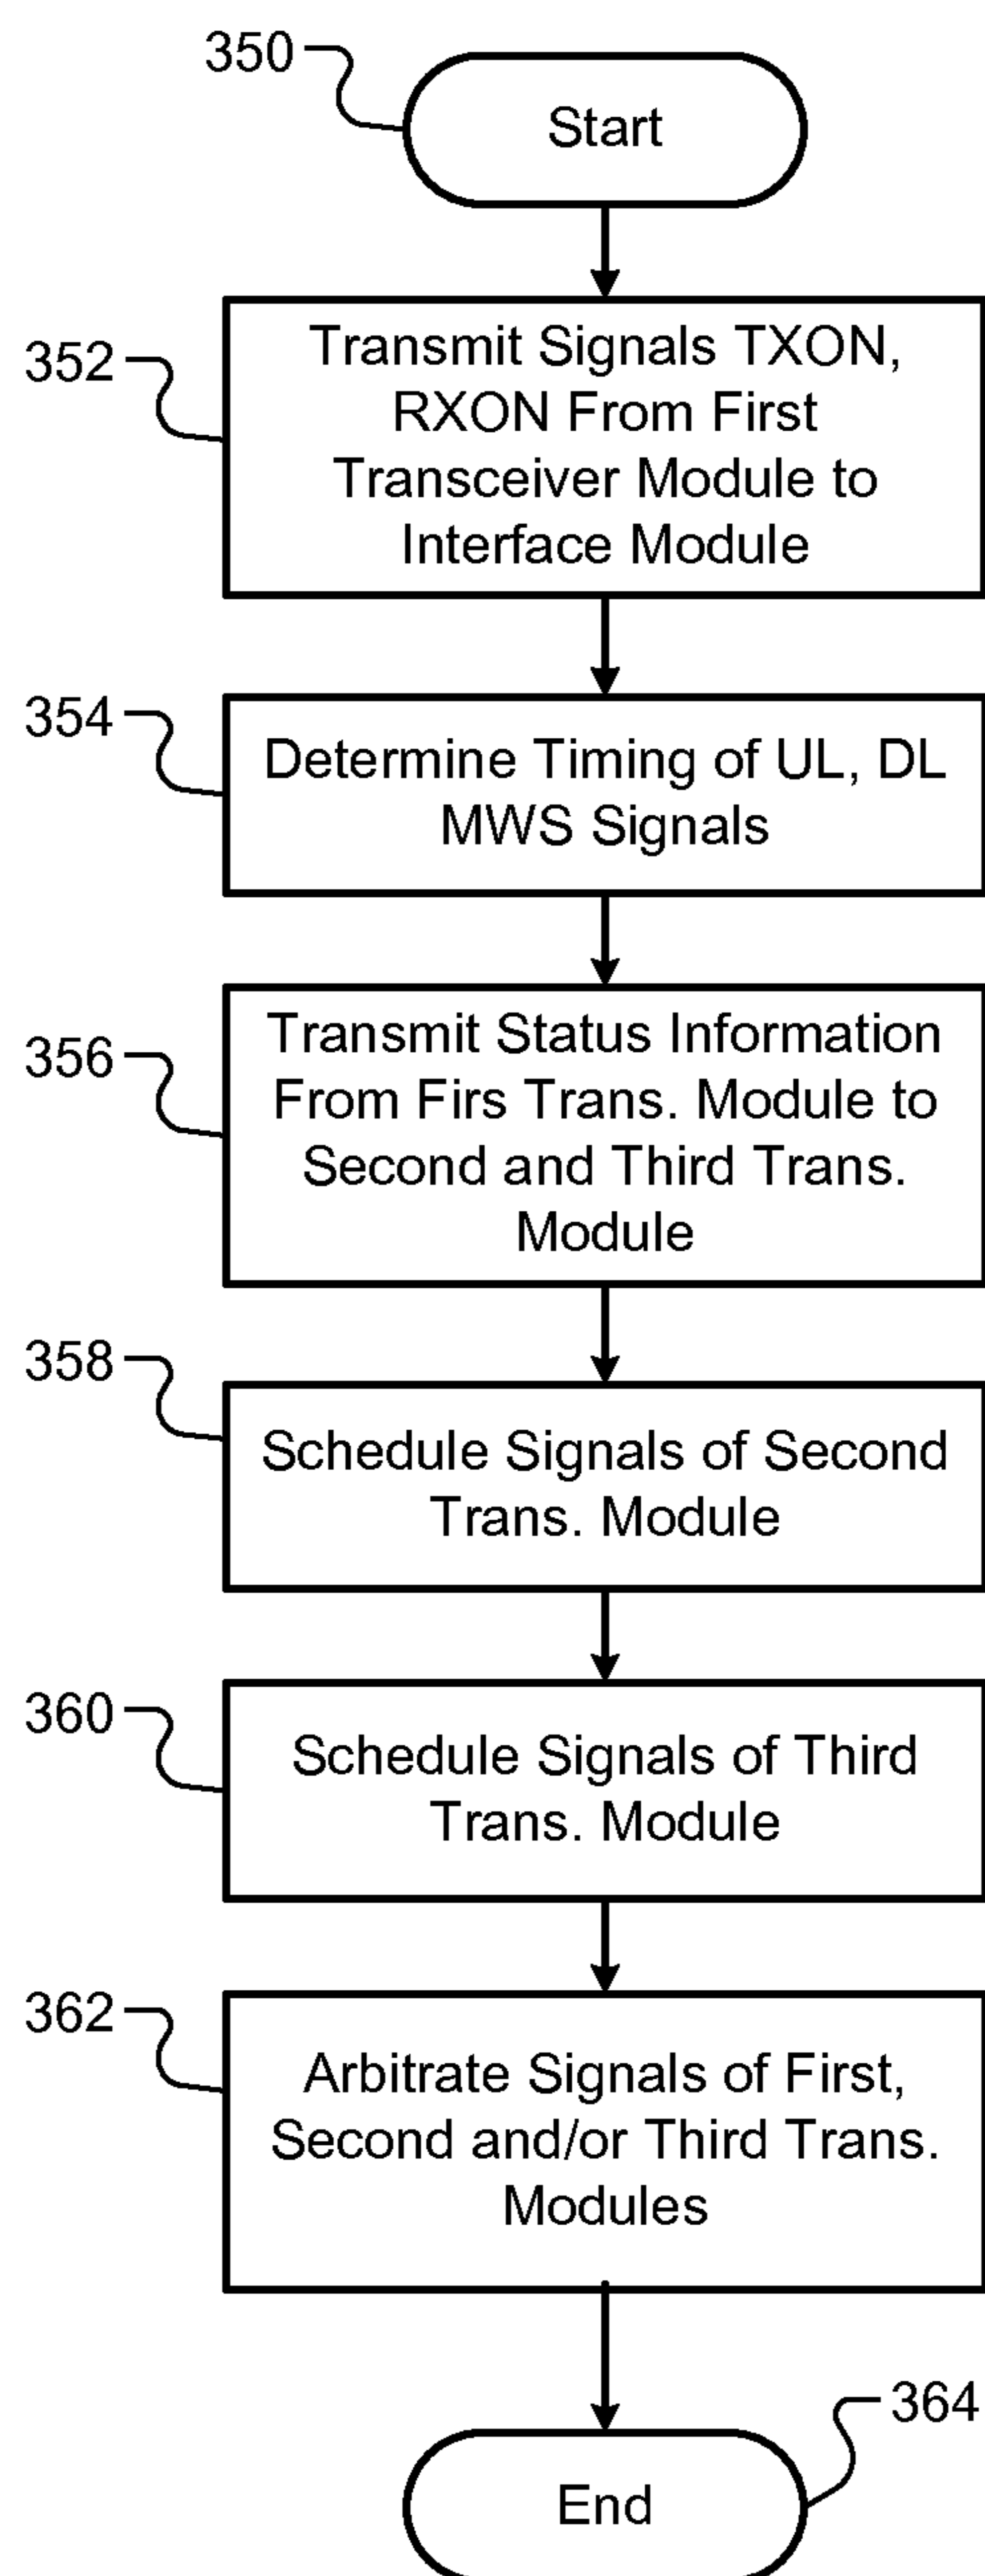 350
Start
352
Transmit Signals TXON,
RXON From First
Transceiver Module to
Interface Module
354
Determine Timing of UL, DL
MWS Signals
356
Transmit Status Information
From Firs Trans. Module to
Second and Third Trans.
Module
358
Schedule Signals of Second
Trans. Module
360
Schedule Signals of Third
Trans. Module
362
Arbitrate Signals of First,
Second and/or Third Trans.
Modules
364
End